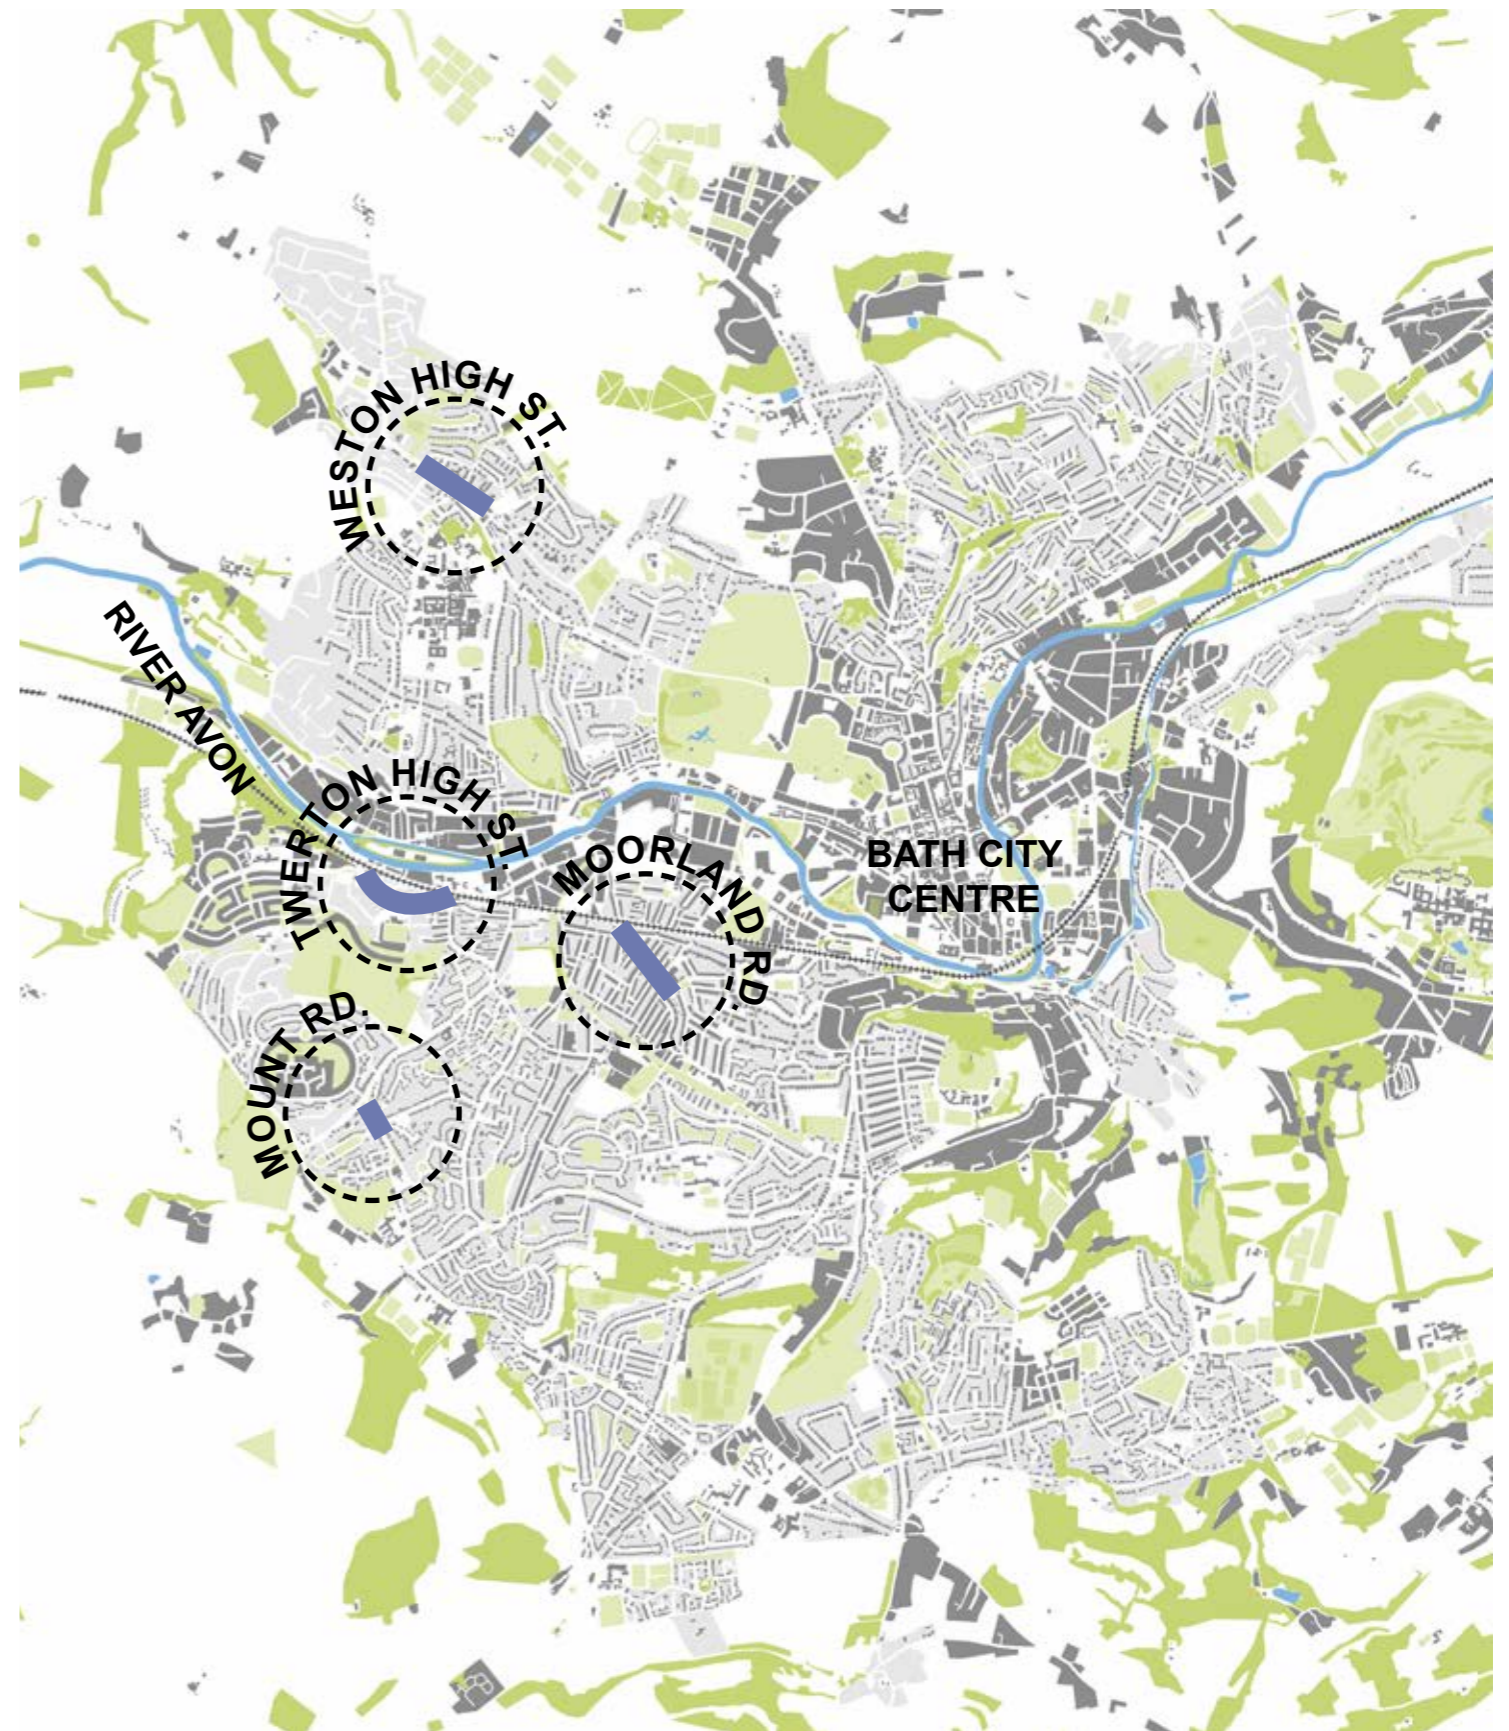 WESTON HIGH ST.
RIVER AVON
TWERTON HIGH ST.
MOORLAND RD.
BATH CITY
CENTRE
MOUNT RD.